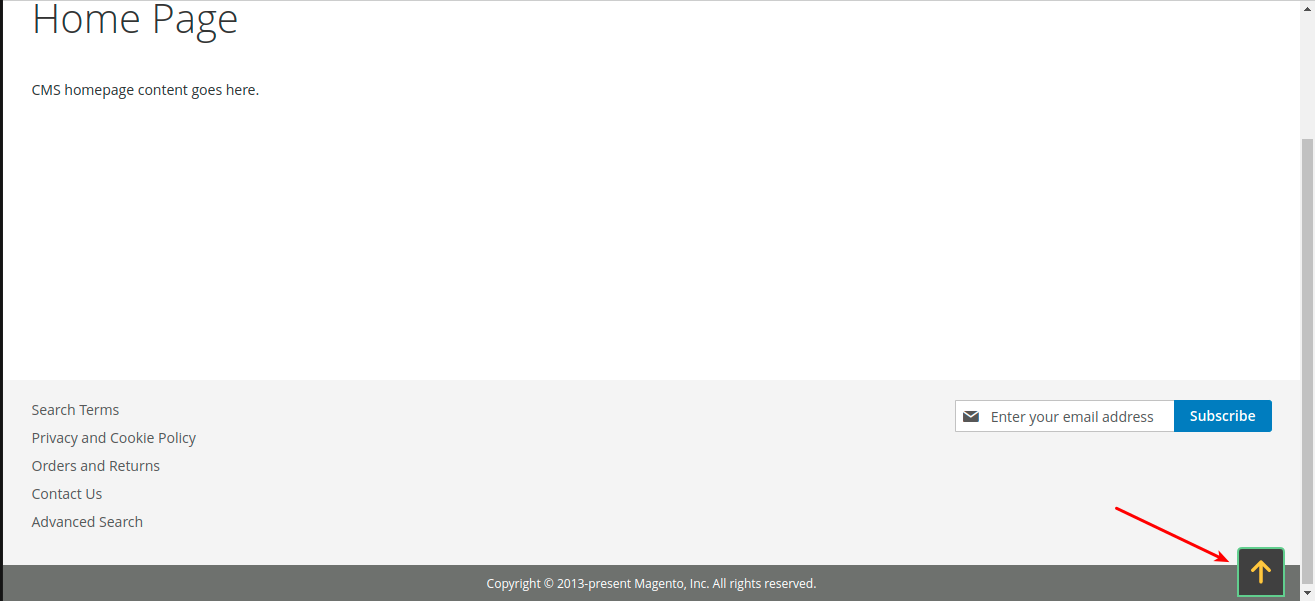 Home Page
CMS homepage content goes here.
Search Terms
Privacy and Cookie Policy
Orders and Returns
Contact Us
Advanced Search
Enter your email address
Subscribe
Copyright © 2013-present Magento, Inc. All rights reserved.